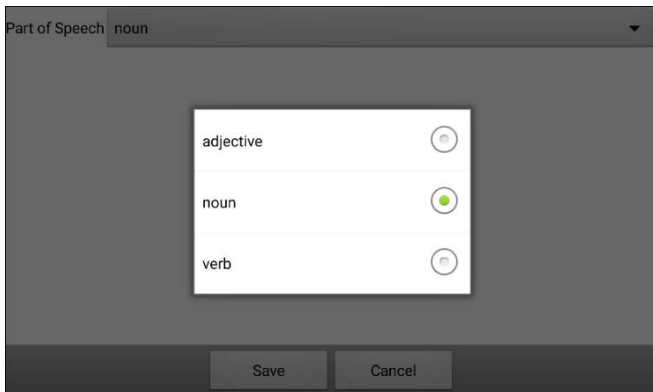 Part of Speech noun
adjective
noun
verb
Save Cancel